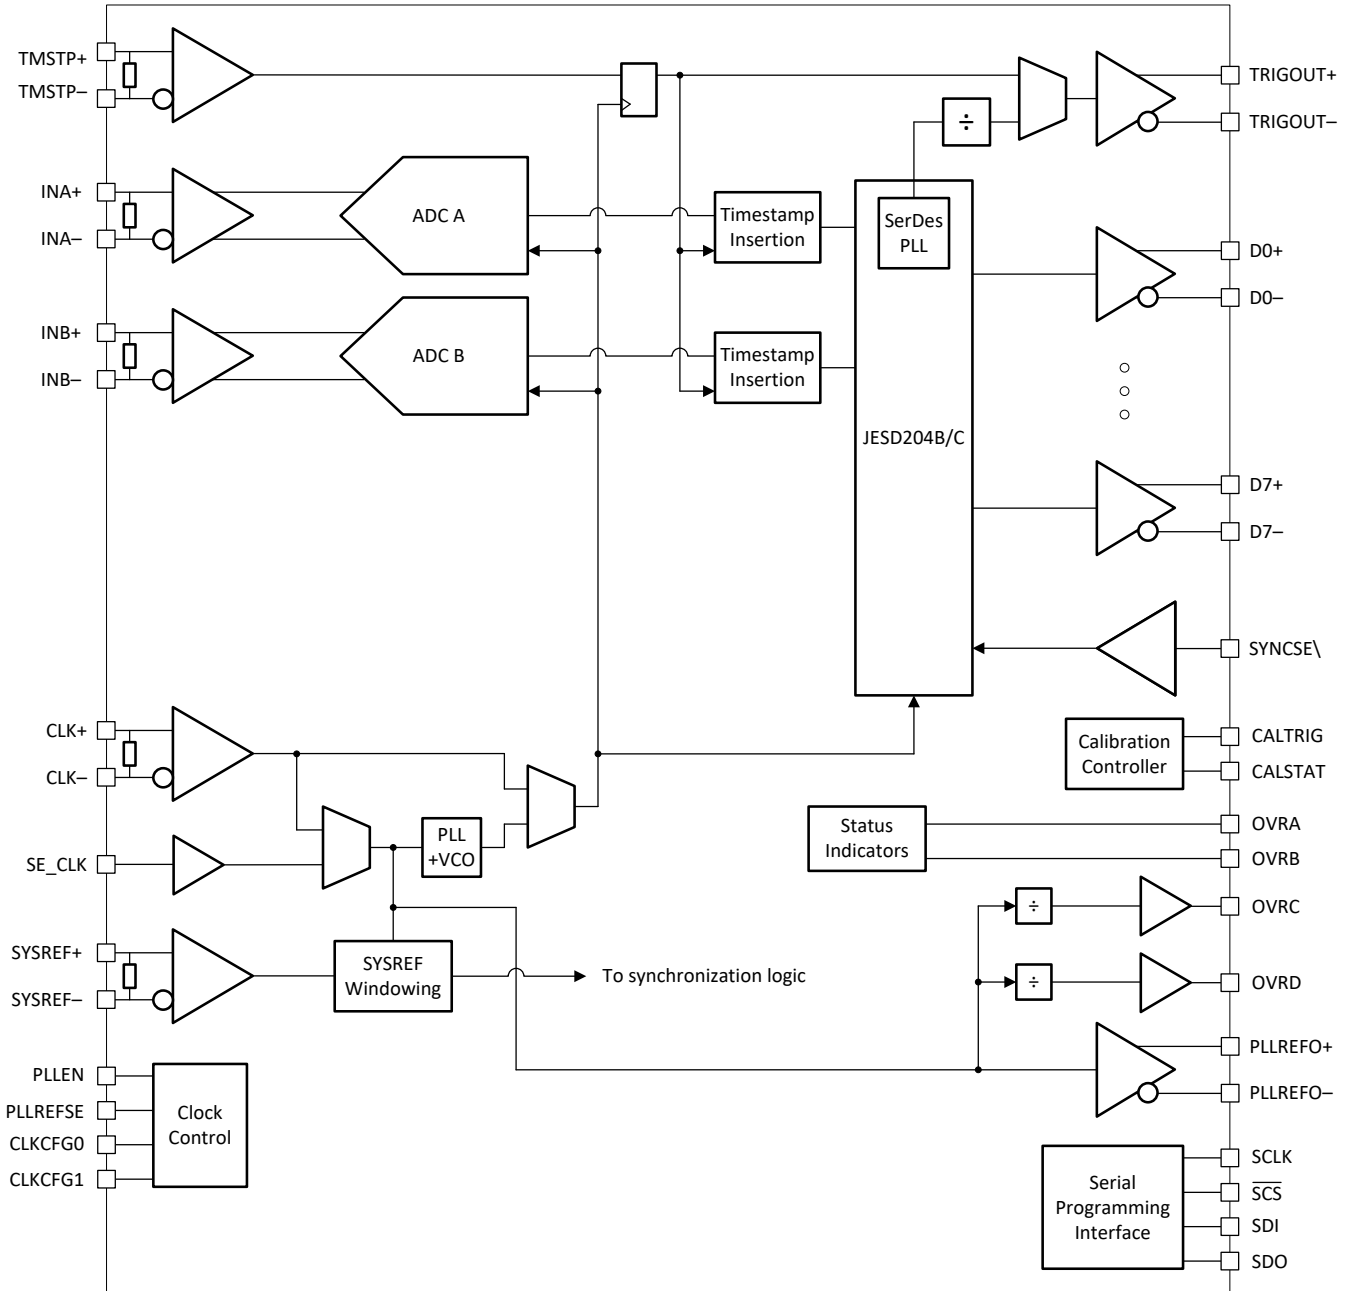 TMSTP+
TMSTP–
INA+
INA–
INB+
INB–
CLK+
CLK–
SE_CLK
SYSREF+
SYSREF–
PLLEN
PLLREFSE
CLKCFG0
CLKCFG1
ADC A
ADC B
Timestamp
Insertion
Timestamp
Insertion
÷
SerDes
PLL
JESD204B/C
PLL
+VCO
SYSREF
Windowing
To synchronization logic
Clock
Control
Calibration
Controller
Status
Indicators
÷
÷
Serial
Programming
Interface
TRIGOUT+
TRIGOUT–
D0+
D0–
D7+
D7–
SYNCSE\
CALTRIG
CALSTAT
OVRA
OVRB
OVRC
OVRD
PLLREFO+
PLLREFO–
SCLK
S̅C̅S̅
SDI
SDO